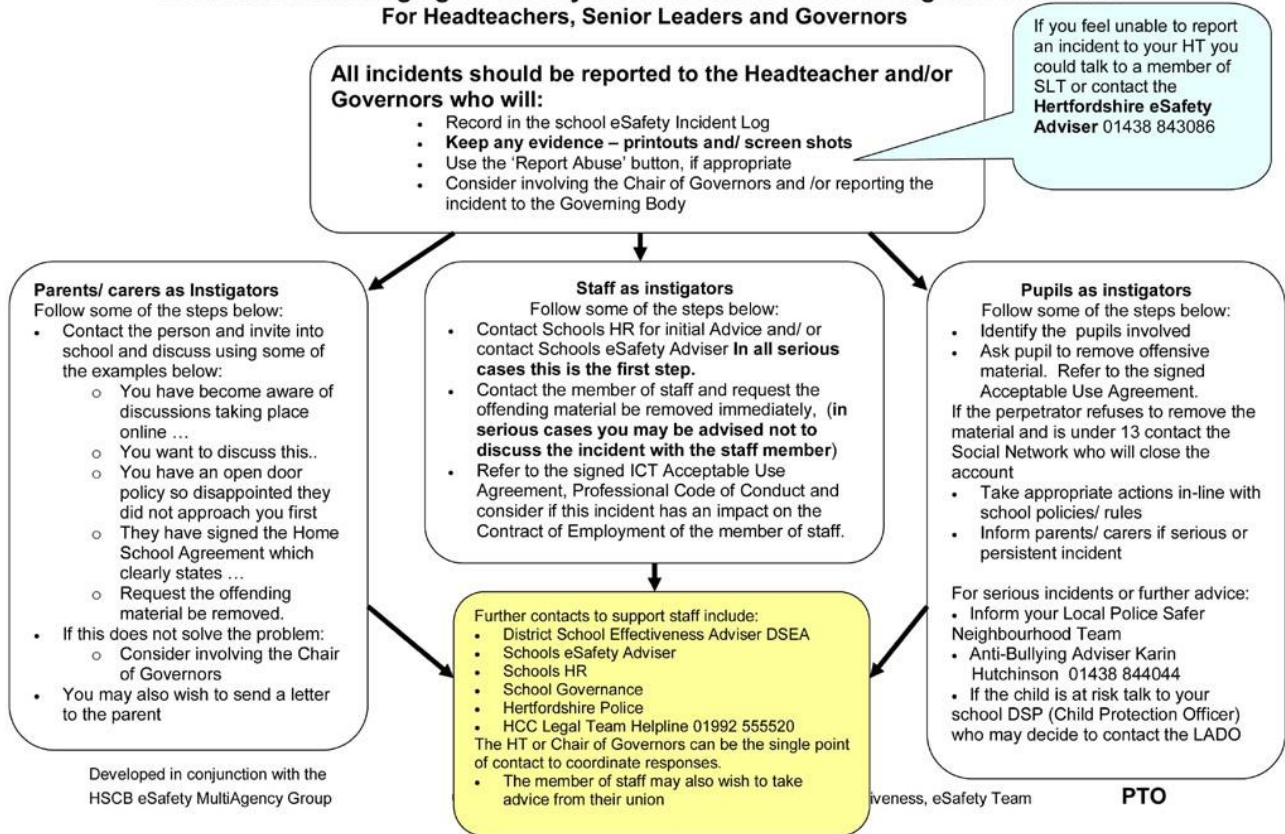 For Headteachers, Senior Leaders and Governors
If you feel unable to report
an incident to your HT you
could talk to a member of
SLT or contact the
Hertfordshire eSafety
Adviser 01438 843086
All incidents should be reported to the Headteacher and/or
Governors who will:
• Record in the school eSafety Incident Log
• Keep any evidence – printouts and/ screen shots
• Use the 'Report Abuse' button, if appropriate
• Consider involving the Chair of Governors and /or reporting the
incident to the Governing Body
Parents/ carers as Instigators
Follow some of the steps below:
• Contact the person and invite into
school and discuss using some of
the examples below:
o You have become aware of
discussions taking place
online …
o You want to discuss this..
o You have an open door
policy so disappointed they
did not approach you first
o They have signed the Home
School Agreement which
clearly states …
o Request the offending
material be removed.
• If this does not solve the problem:
o Consider involving the Chair
of Governors
• You may also wish to send a letter
to the parent
Staff as instigators
Follow some of the steps below:
• Contact Schools HR for initial Advice and/ or
contact Schools eSafety Adviser In all serious
cases this is the first step.
• Contact the member of staff and request the
offending material be removed immediately, (in
serious cases you may be advised not to
discuss the incident with the staff member)
• Refer to the signed ICT Acceptable Use
Agreement, Professional Code of Conduct and
consider if this incident has an impact on the
Contract of Employment of the member of staff.
Pupils as instigators
Follow some of the steps below:
• Identify the pupils involved
• Ask pupil to remove offensive
material. Refer to the signed
Acceptable Use Agreement.
If the perpetrator refuses to remove the
material and is under 13 contact the
Social Network who will close the
account
• Take appropriate actions in-line with
school policies/ rules
• Inform parents/ carers if serious or
persistent incident
For serious incidents or further advice:
• Inform your Local Police Safer
Neighbourhood Team
• Anti-Bullying Adviser Karin
Hutchinson 01438 844044
• If the child is at risk talk to your
school DSP (Child Protection Officer)
who may decide to contact the LADO
Further contacts to support staff include:
• District School Effectiveness Adviser DSEA
• Schools eSafety Adviser
• Schools HR
• School Governance
• Hertfordshire Police
• HCC Legal Team Helpline 01992 555520
The HT or Chair of Governors can be the single point
of contact to coordinate responses.
• The member of staff may also wish to take
advice from their union
Developed in conjunction with the
HSCB eSafety MultiAgency Group
iveness, eSafety Team
PTO